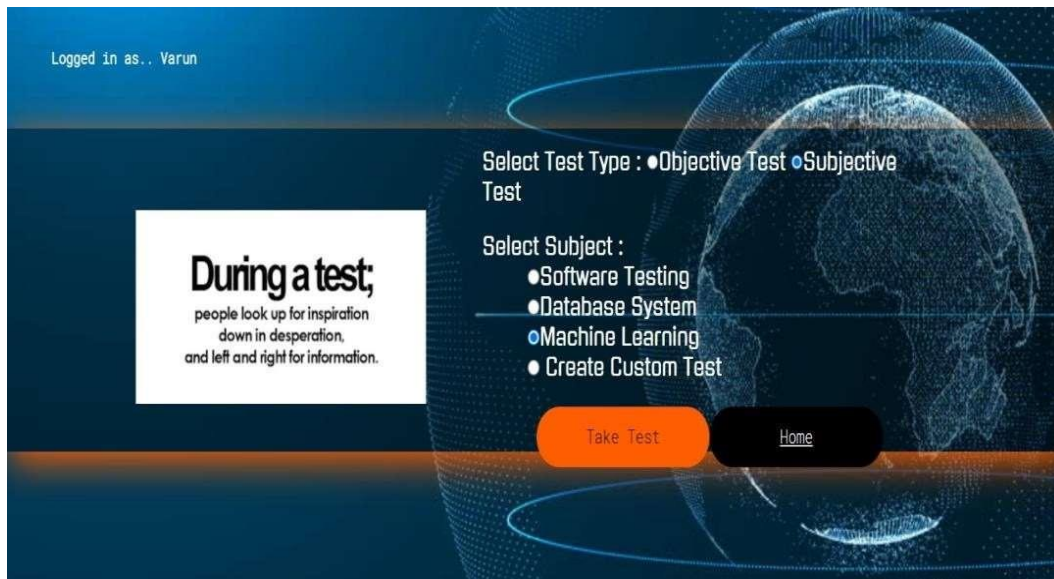 Logged in as.. Varun
Select Test Type : Objective Test Subjective
Test
During a test;
people look up for inspiration
down in desperation,
and left and right for information.
Select Subject :
Software Testing
Database System
Machine Learning
Create Custom Test
Take Test
Home